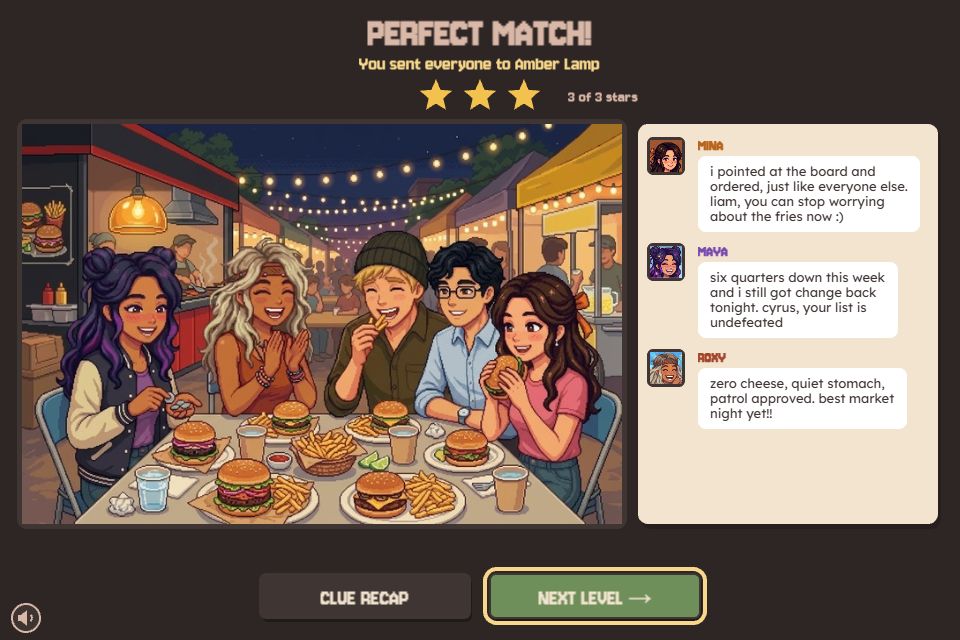 PERFECT MATCH!
You sent everyone to Amber Lamp
3 of 3 stars
MINA
i pointed at the board and
ordered, just like everyone else.
liam, you can stop worrying
about the fries now :)
MAYA
six quarters down this week
and i still got change back
tonight. cyrus, your list is
undefeated
ROXY
zero cheese, quiet stomach,
patrol approved. best market
night yet!!
CLUE RECAP
NEXT LEVEL →